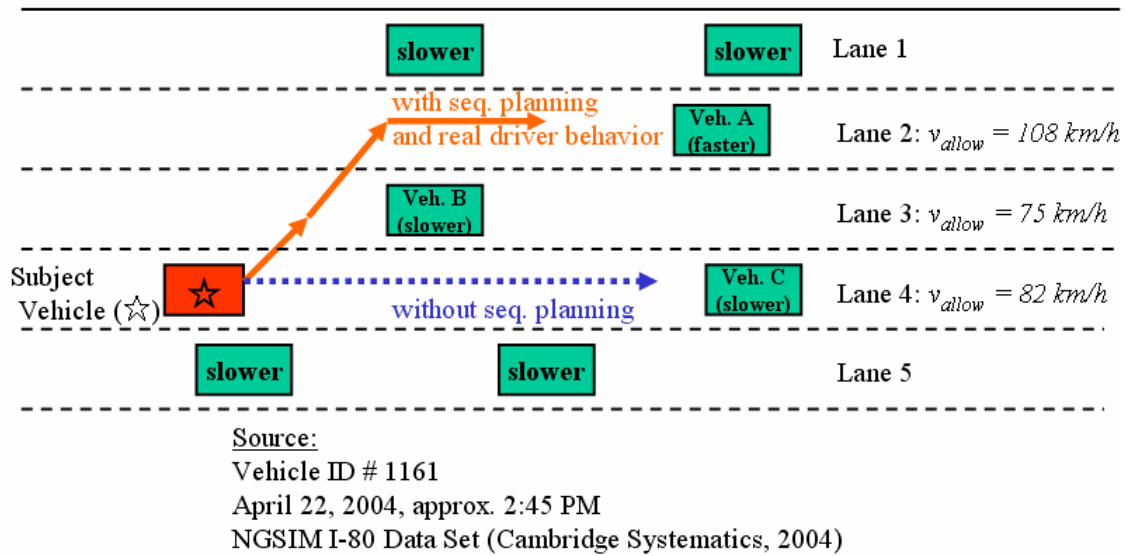 slower
slower
Lane 1
with seq. planning
and real driver behavior
Veh. A
(faster)
Lane 2: v_allow = 108 km/h
Veh. B
(slower)
Lane 3: v_allow = 75 km/h
Subject
Vehicle (☆)
without seq. planning
Veh. C
(slower)
Lane 4: v_allow = 82 km/h
slower
slower
Lane 5
Source:
Vehicle ID # 1161
April 22, 2004, approx. 2:45 PM
NGSIM I-80 Data Set (Cambridge Systematics, 2004)